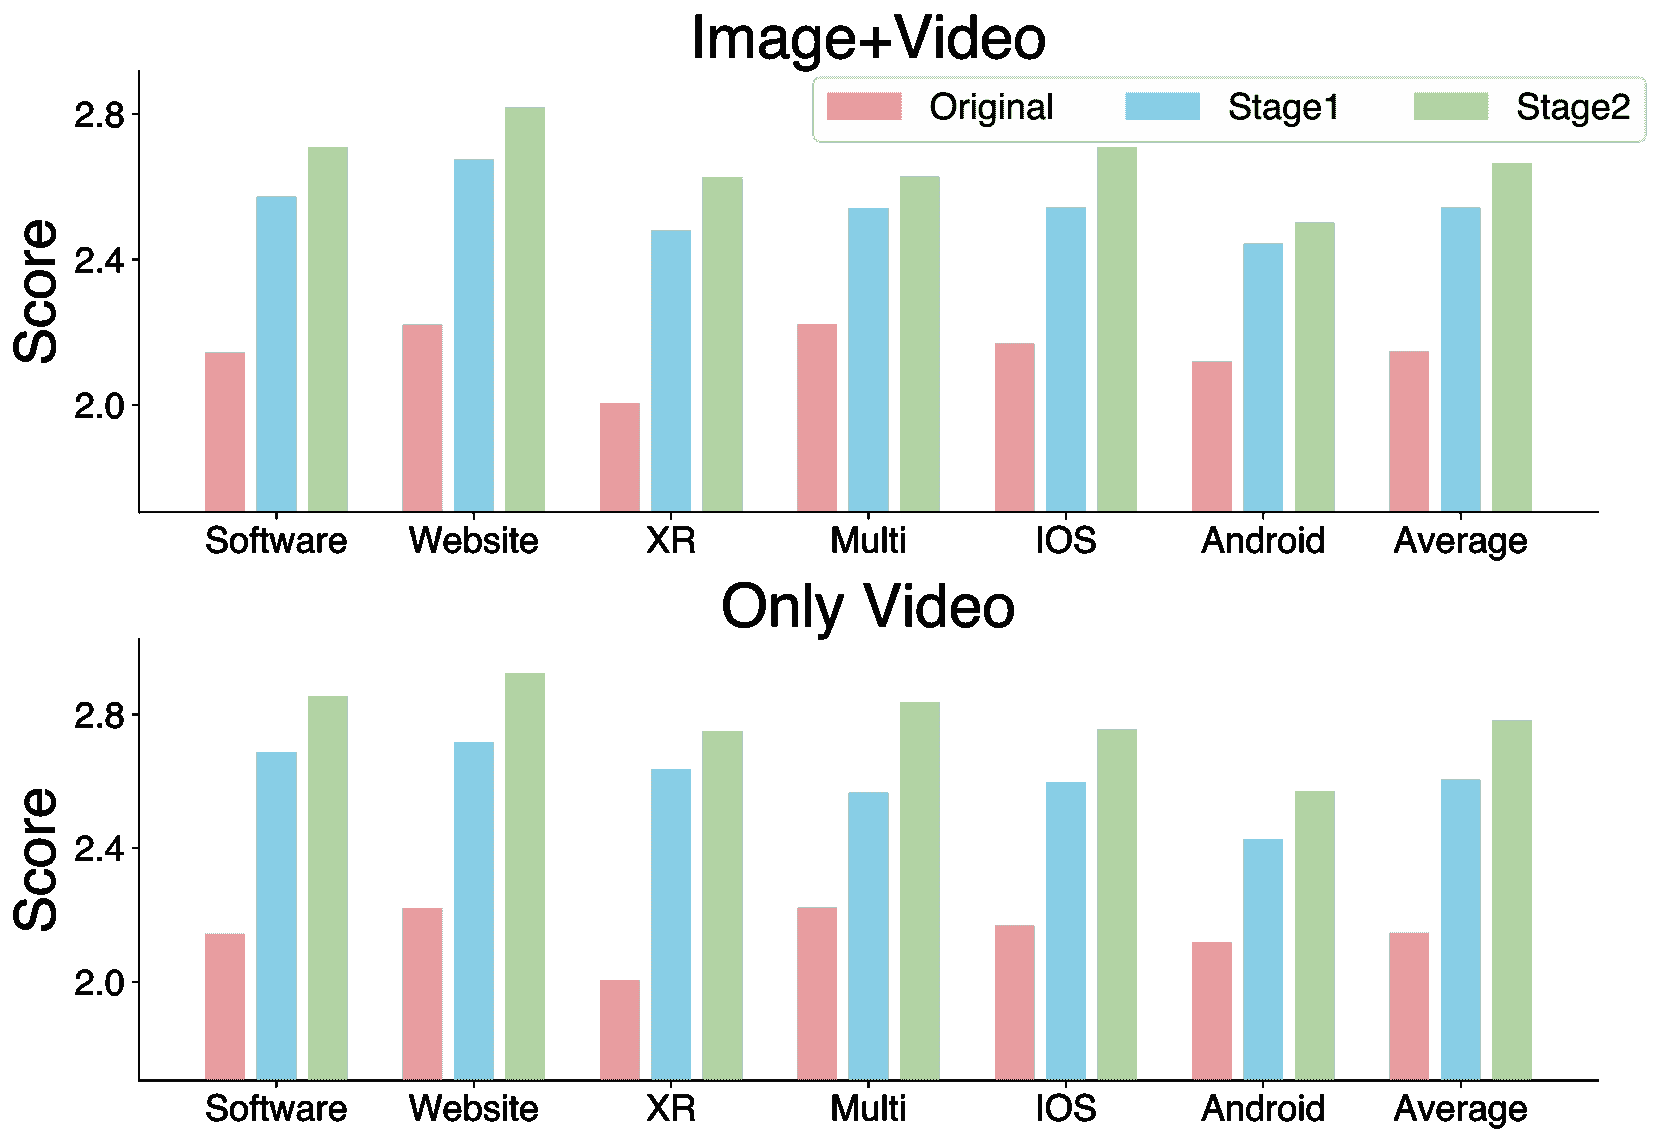 Image+Video
Original Stage1 Stage2
Score
2.8
2.4
2.0
Software Website XR Multi IOS Android Average
Only Video
Score
2.8
2.4
2.0
Software Website XR Multi IOS Android Average